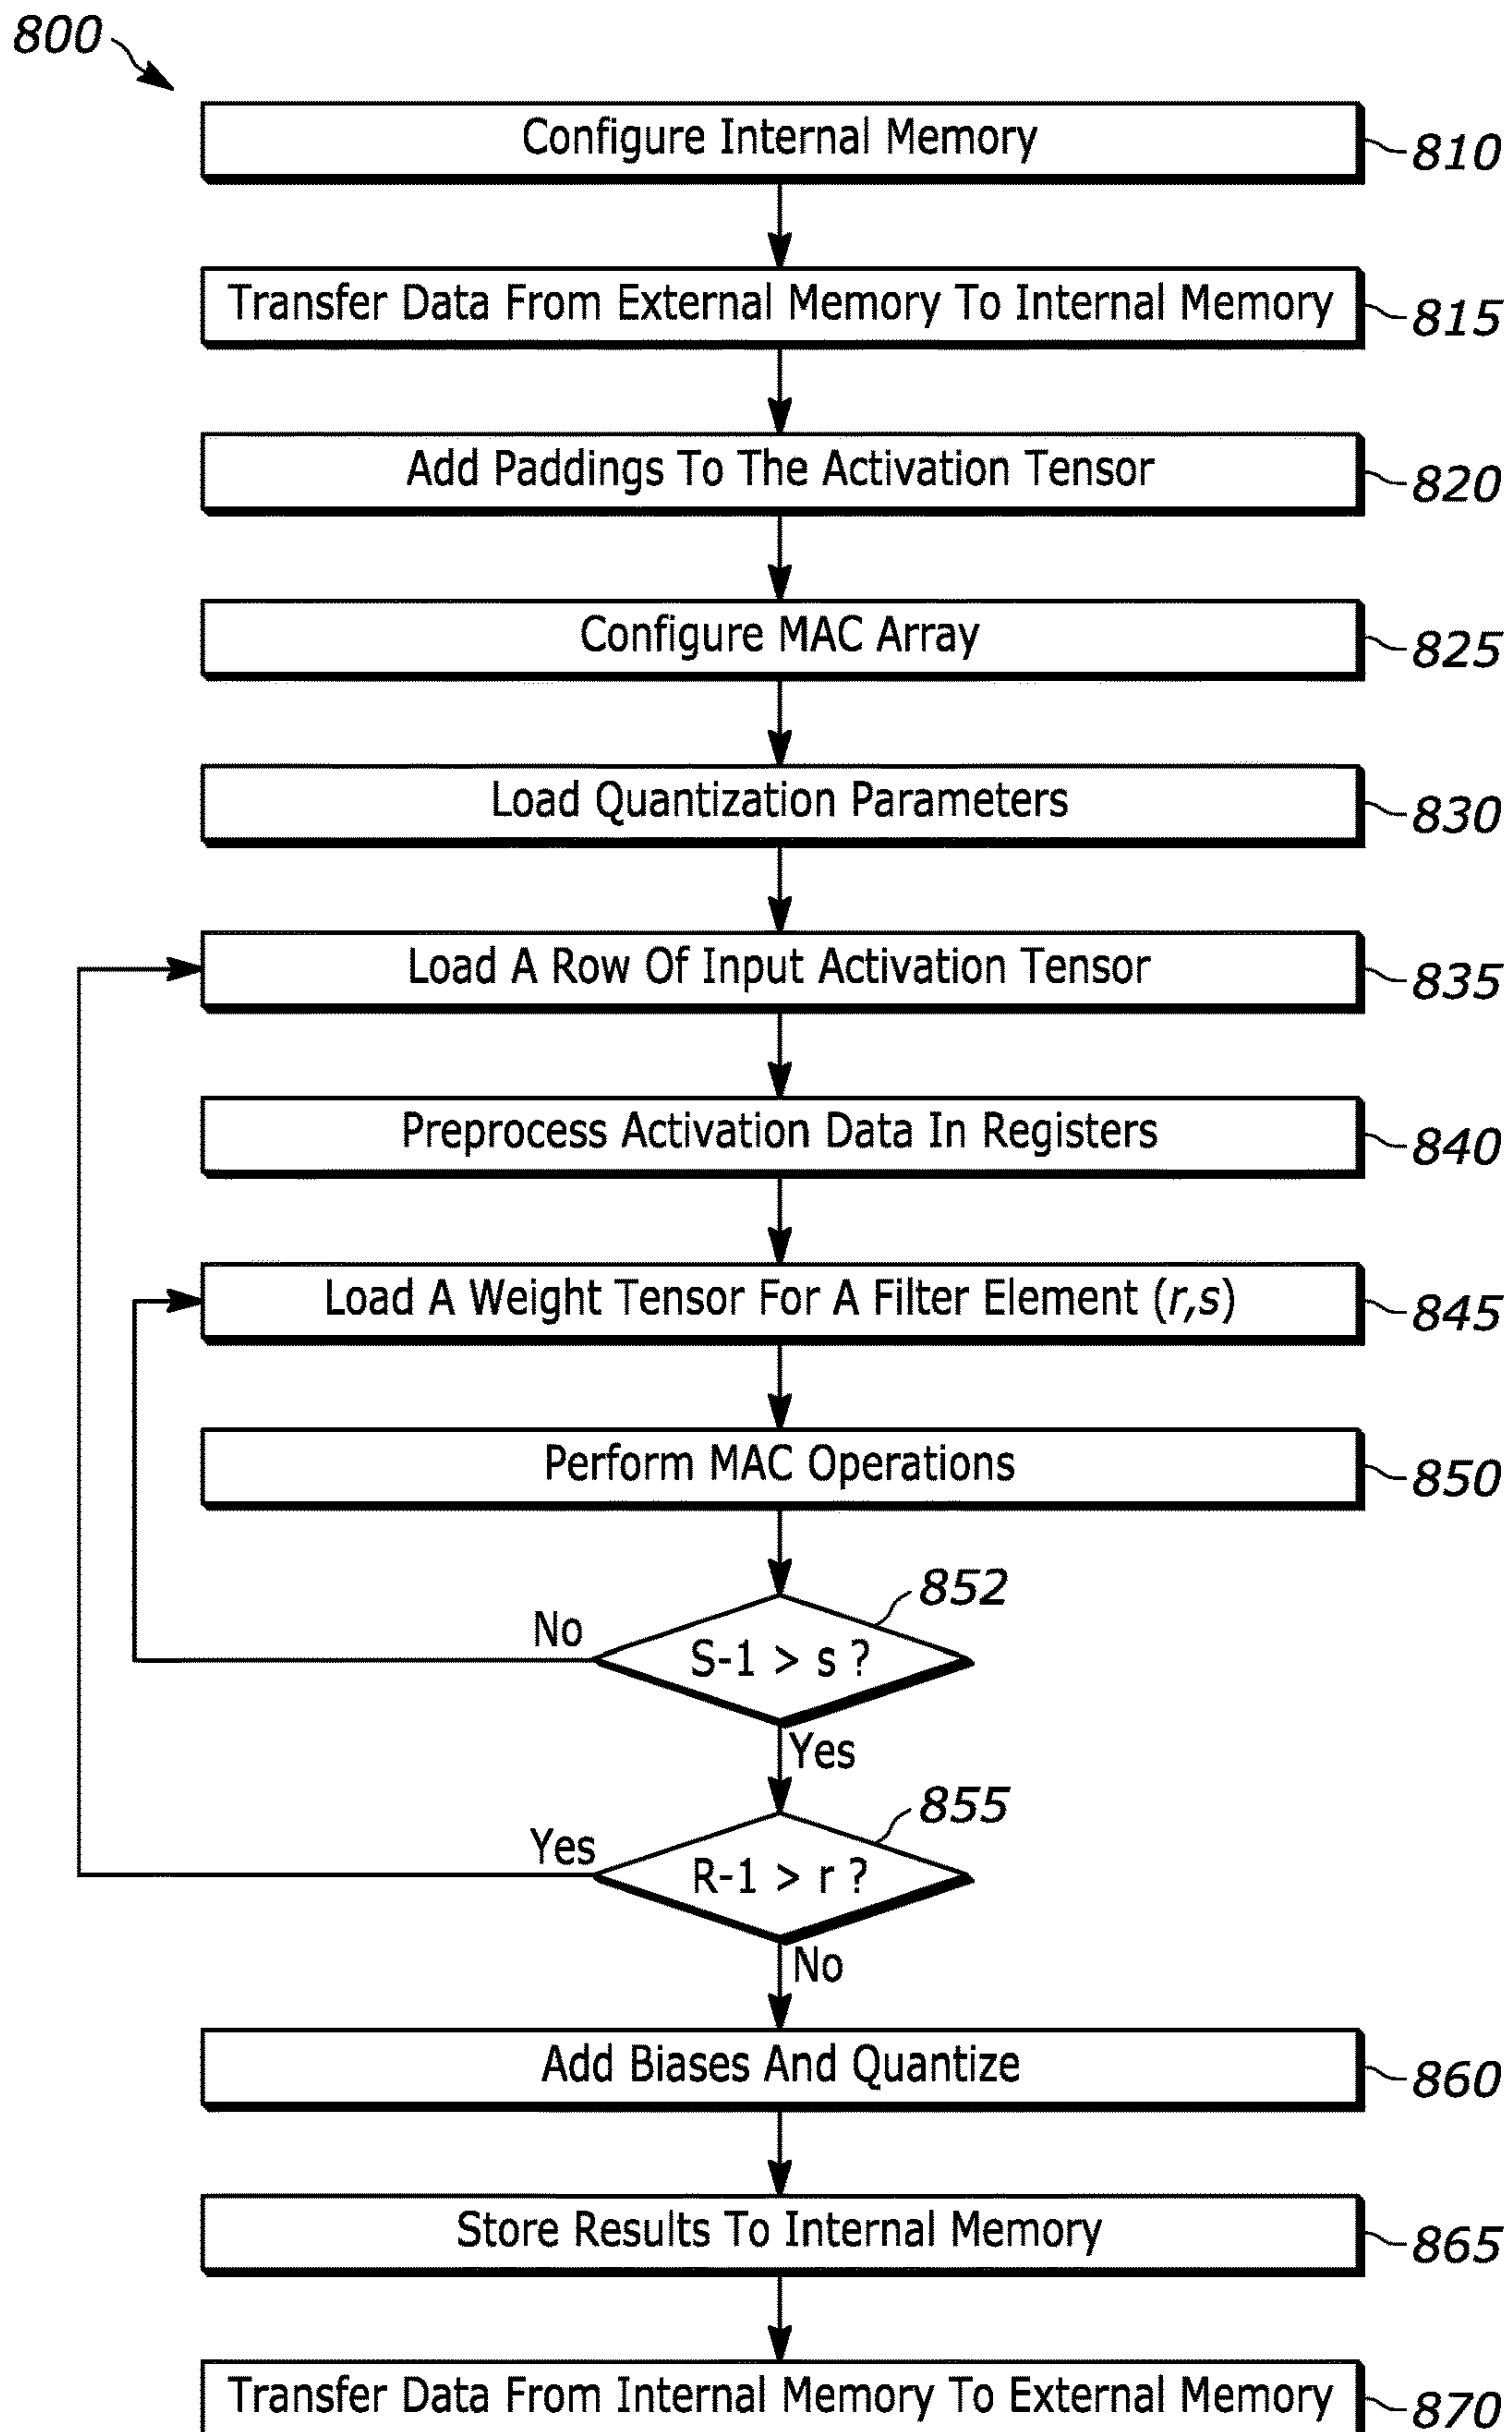 800
Configure Internal Memory
810
Transfer Data From External Memory To Internal Memory
815
Add Paddings To The Activation Tensor
820
Configure MAC Array
825
Load Quantization Parameters
830
Load A Row Of Input Activation Tensor
835
Preprocess Activation Data In Registers
840
Load A Weight Tensor For A Filter Element (r,s)
845
Perform MAC Operations
850
852
No
S-1 > s ?
Yes
855
Yes
R-1 > r ?
No
Add Biases And Quantize
860
Store Results To Internal Memory
865
Transfer Data From Internal Memory To External Memory
870